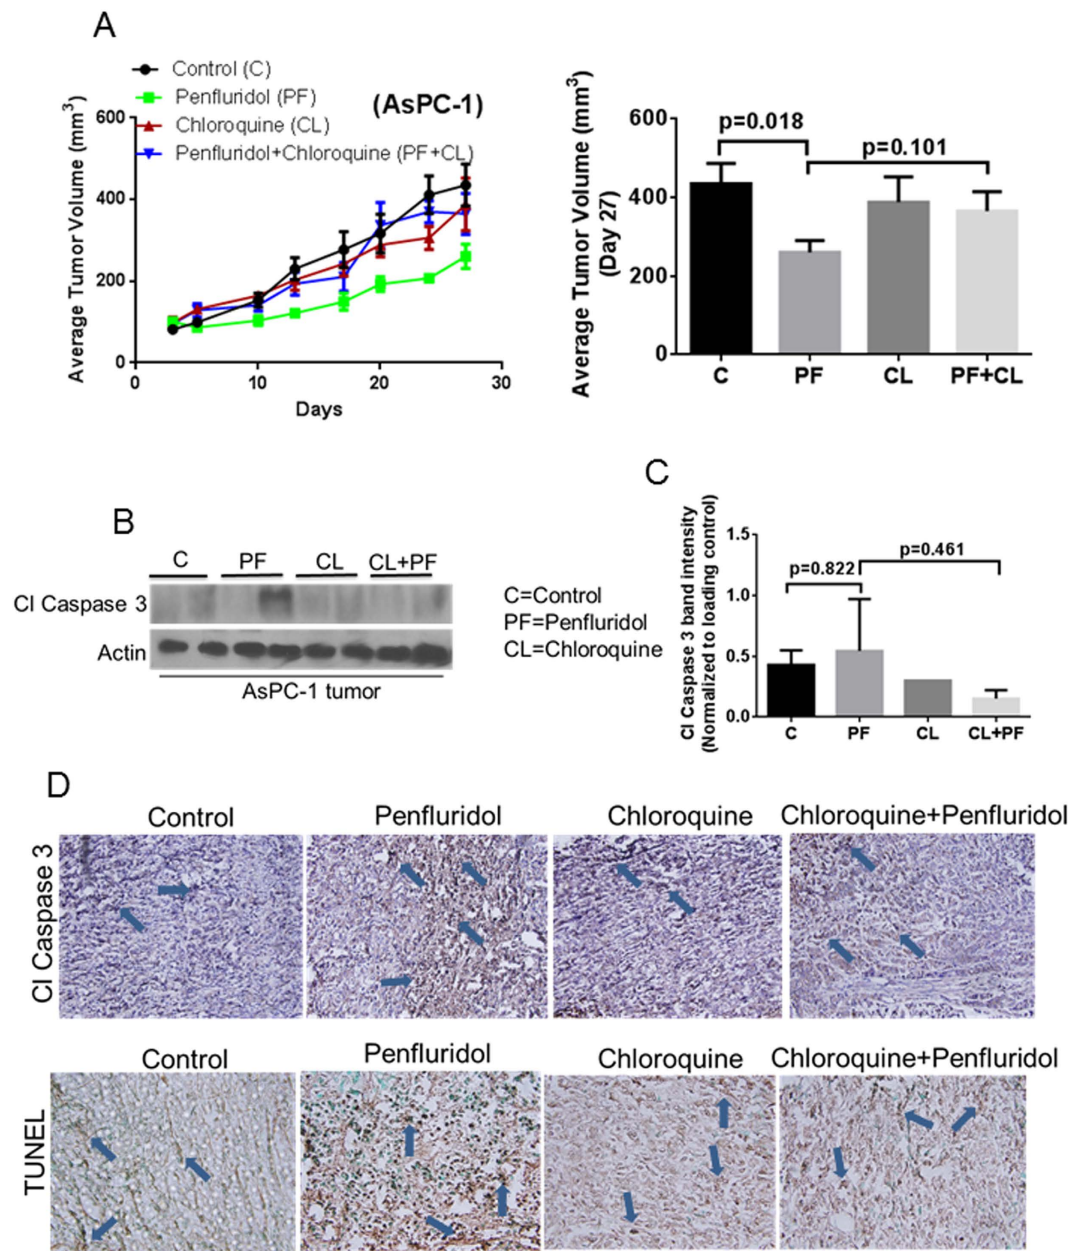 A
Control (C)
Penfluridol (PF)
Chloroquine (CL)
Penfluridol+Chloroquine (PF+CL)
(AsPC-1)
Average Tumor Volume (mm3)
600
400
200
0
0 10 20 30
Days
Average Tumor Volume (mm3)
(Day 27)
600
400
200
0
p=0.018
p=0.101
C PF CL PF+CL
B
C PF CL CL+PF
Cl Caspase 3
Actin
AsPC-1 tumor
C=Control
PF=Penfluridol
CL=Chloroquine
C
Cl Caspase 3 band intensity
(Normalized to loading control)
1.5
1.0
0.5
0.0
p=0.822
p=0.461
C PF CL CL+PF
D
Control Penfluridol Chloroquine Chloroquine+Penfluridol
Cl Caspase 3
Control Penfluridol Chloroquine Chloroquine+Penfluridol
TUNEL